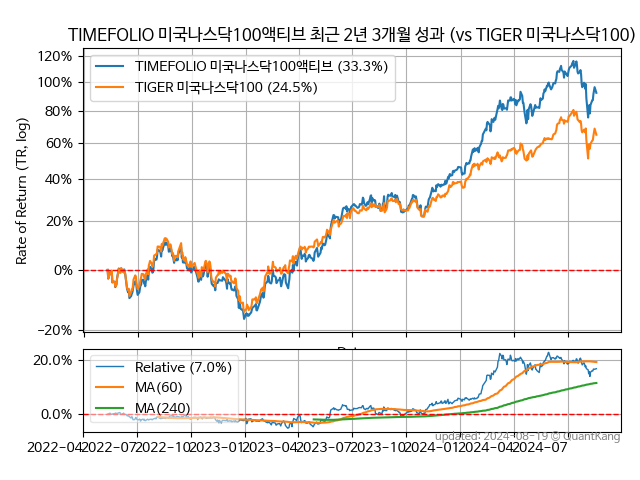 TIMEFOLIO 미국나스닥100액티브 최근 2년 3개월 성과 (vs TIGER 미국나스닥100)
TIMEFOLIO 미국나스닥100액티브 (33.3%)
TIGER 미국나스닥100 (24.5%)
Rate of Return (TR, log)
120%
100%
80%
60%
40%
20%
0%
−20%
Relative (7.0%)
MA(60)
MA(240)
20.0%
0.0%
2022-04 2022-07 2022-10 2023-01 2023-04 2023-07 2023-10 2024-01 2024-04 2024-07
updated: 2024-08-19 © QuantKang